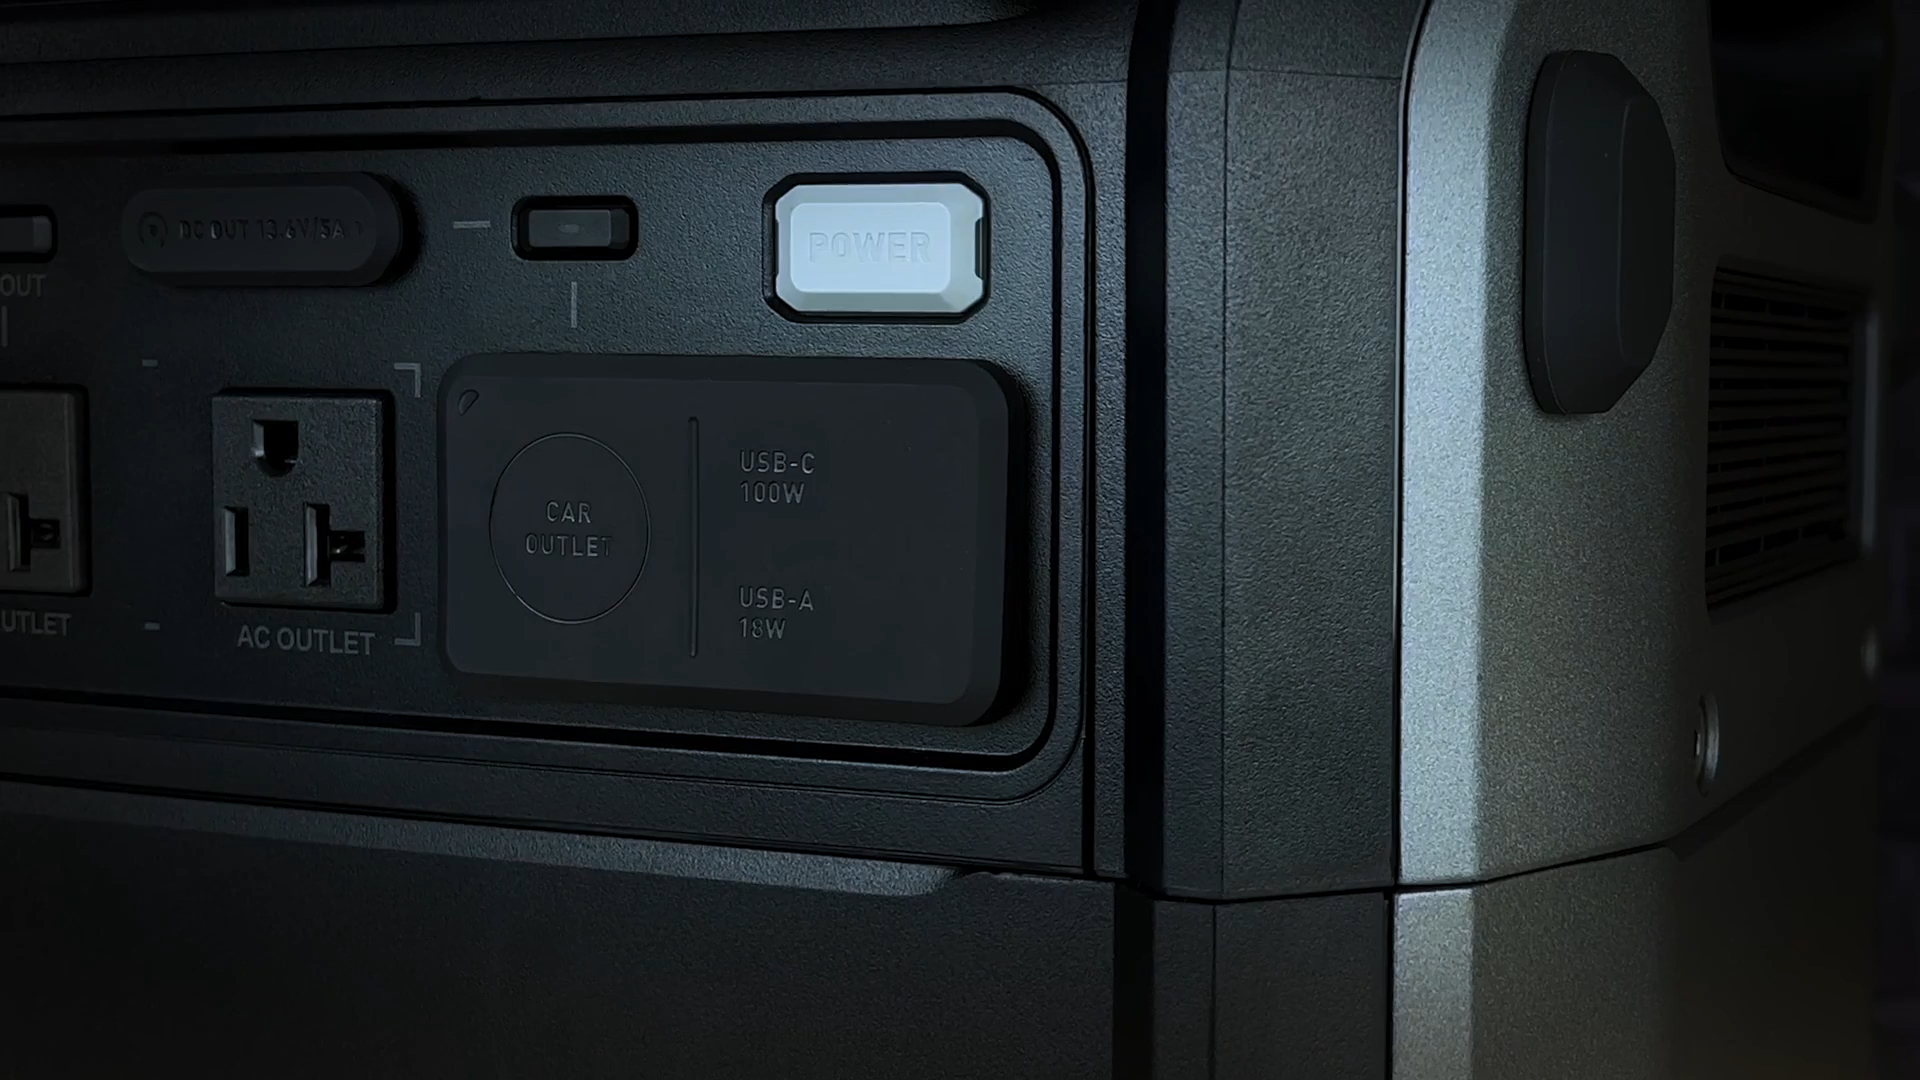 OUT
DC OUT 13.6V/5A
POWER
CAR
OUTLET
USB-C
100W
USB-A
18W
UTLET
AC OUTLET